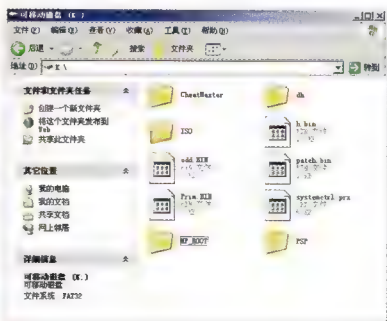 可移动磁盘 (K:)
文件(F) 编辑(E) 查看(V) 收藏(A) 工具(T) 帮助(H)
后退 搜索 文件夹
地址(D) K:\ 转到
文件和文件夹任务
创建一个新文件夹
将这个文件夹发布到
Web
共享此文件夹
其它位置
我的电脑
我的文档
共享文档
网上邻居
详细信息
可移动磁盘 (K:)
可移动磁盘
文件系统: FAT32
CheatMaster
dh
ISO
h.bin
odd.BIN
patch.bin
Prim.BIN
systemctl.prx
MP_ROOT
PSP